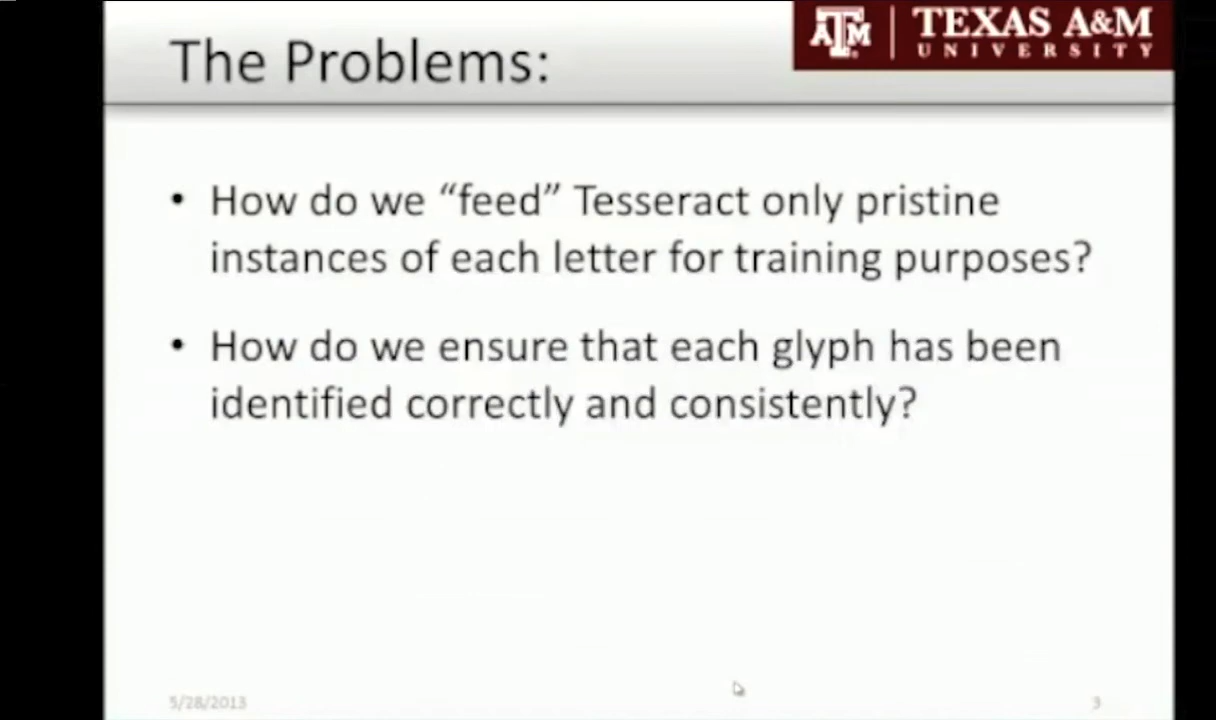 The Problems:
ATM
TEXAS A&M
UNIVERSITY
• How do we “feed” Tesseract only pristine
instances of each letter for training purposes?
• How do we ensure that each glyph has been
identified correctly and consistently?
5/28/2013
3